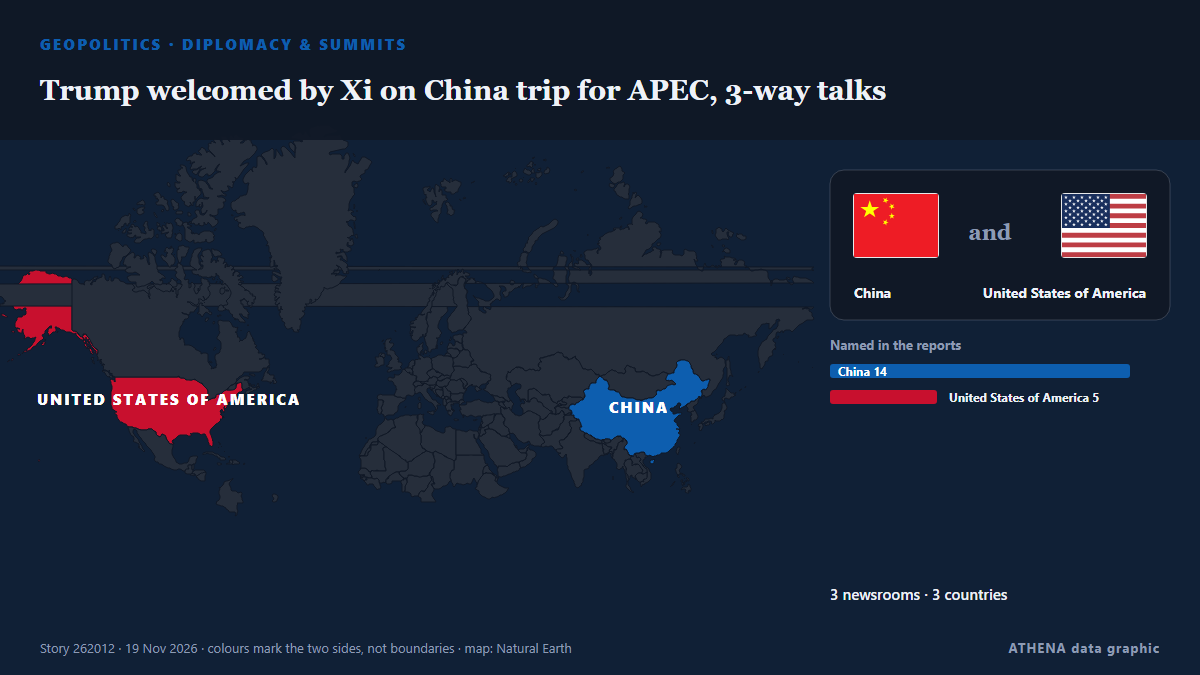 GEOPOLITICS · DIPLOMACY & SUMMITS
Trump welcomed by Xi on China trip for APEC, 3-way talks
UNITED STATES OF AMERICA
CHINA
and
China
United States of America
Named in the reports
China 14
United States of America 5
3 newsrooms · 3 countries
Story 262012 · 19 Nov 2026 · colours mark the two sides, not boundaries · map: Natural Earth
ATHENA data graphic